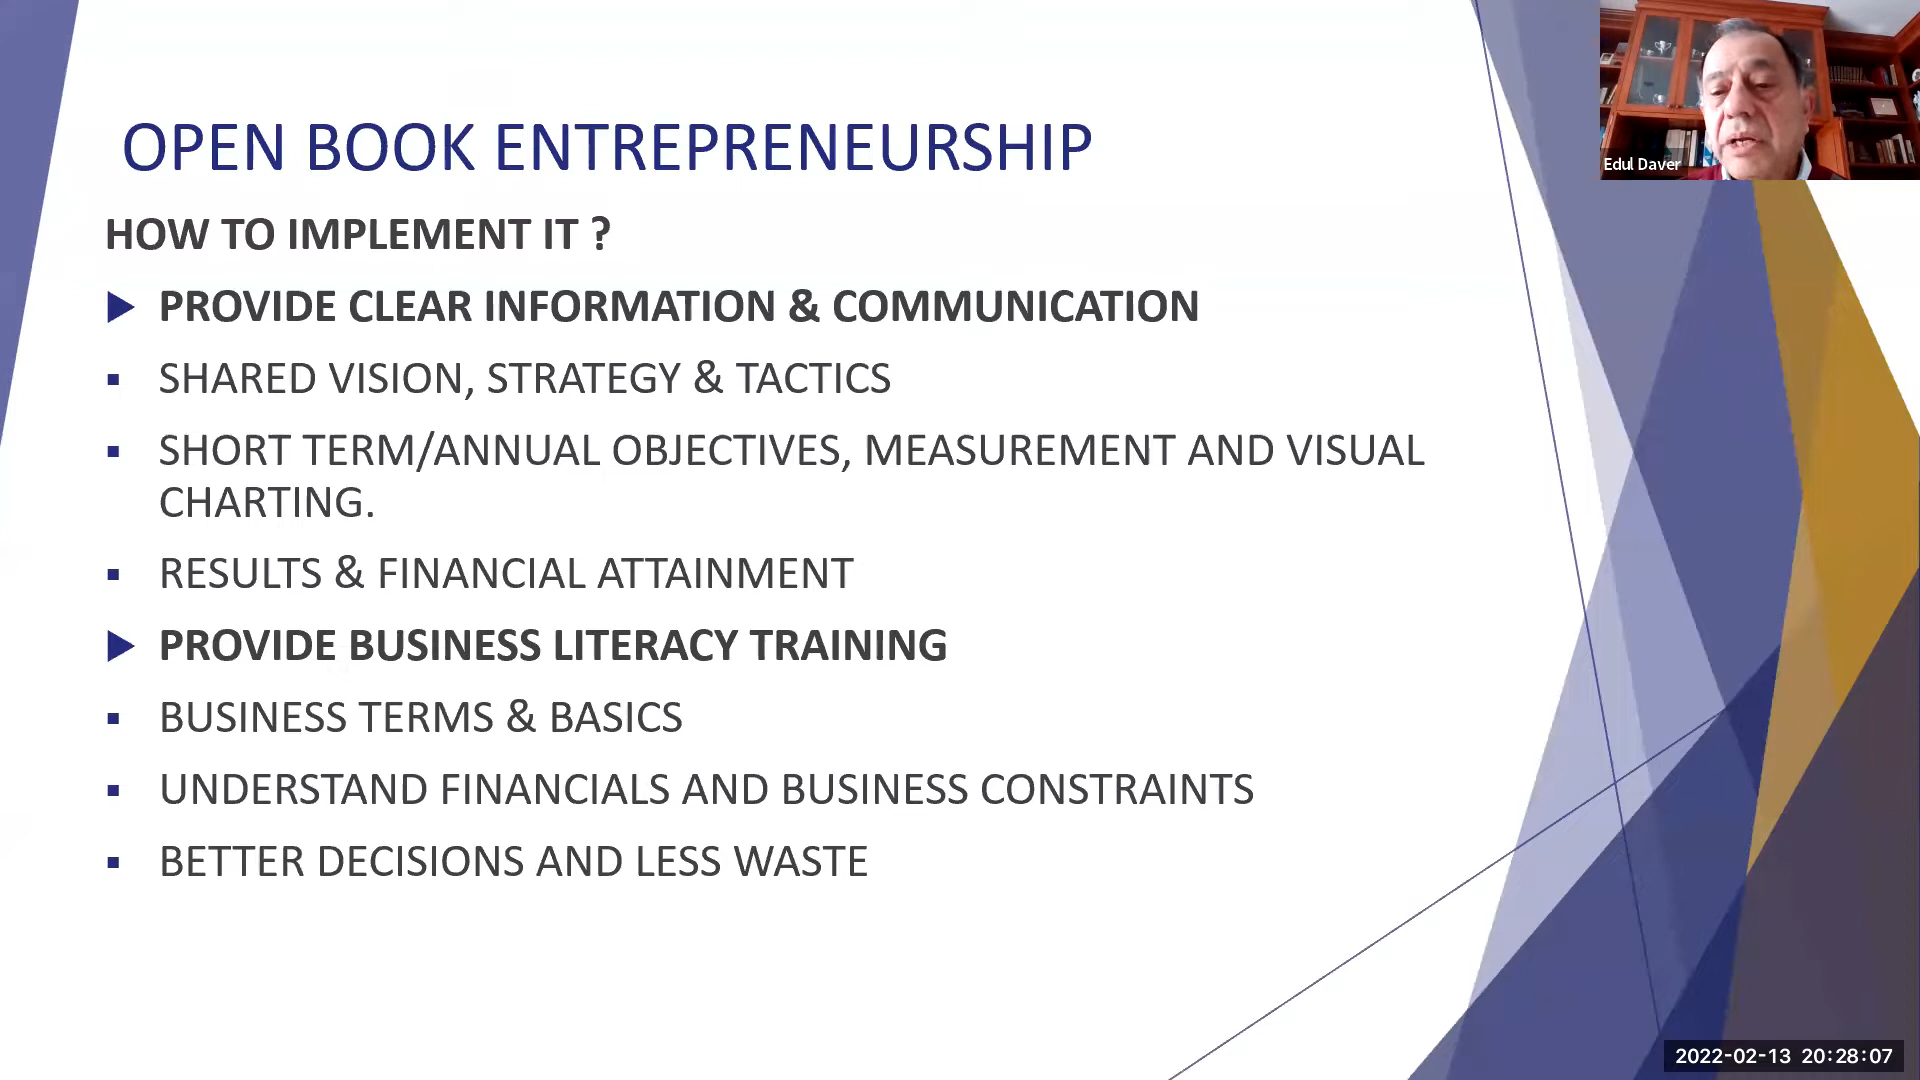 OPEN BOOK ENTREPRENEURSHIP
HOW TO IMPLEMENT IT ?
PROVIDE CLEAR INFORMATION & COMMUNICATION
SHARED VISION, STRATEGY & TACTICS
SHORT TERM/ANNUAL OBJECTIVES, MEASUREMENT AND VISUAL
CHARTING.
RESULTS & FINANCIAL ATTAINMENT
PROVIDE BUSINESS LITERACY TRAINING
BUSINESS TERMS & BASICS
UNDERSTAND FINANCIALS AND BUSINESS CONSTRAINTS
BETTER DECISIONS AND LESS WASTE
Edul Daver
2022-02-13 20:28:07